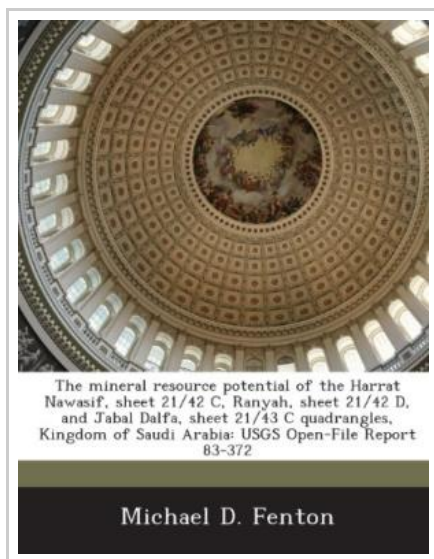 The mineral resource potential of the Harrat
Nawasif, sheet 21/42 C, Ranyah, sheet 21/42 D,
and Jabal Dalfa, sheet 21/43 C quadrangles,
Kingdom of Saudi Arabia: USGS Open-File Report
83-372
Michael D. Fenton